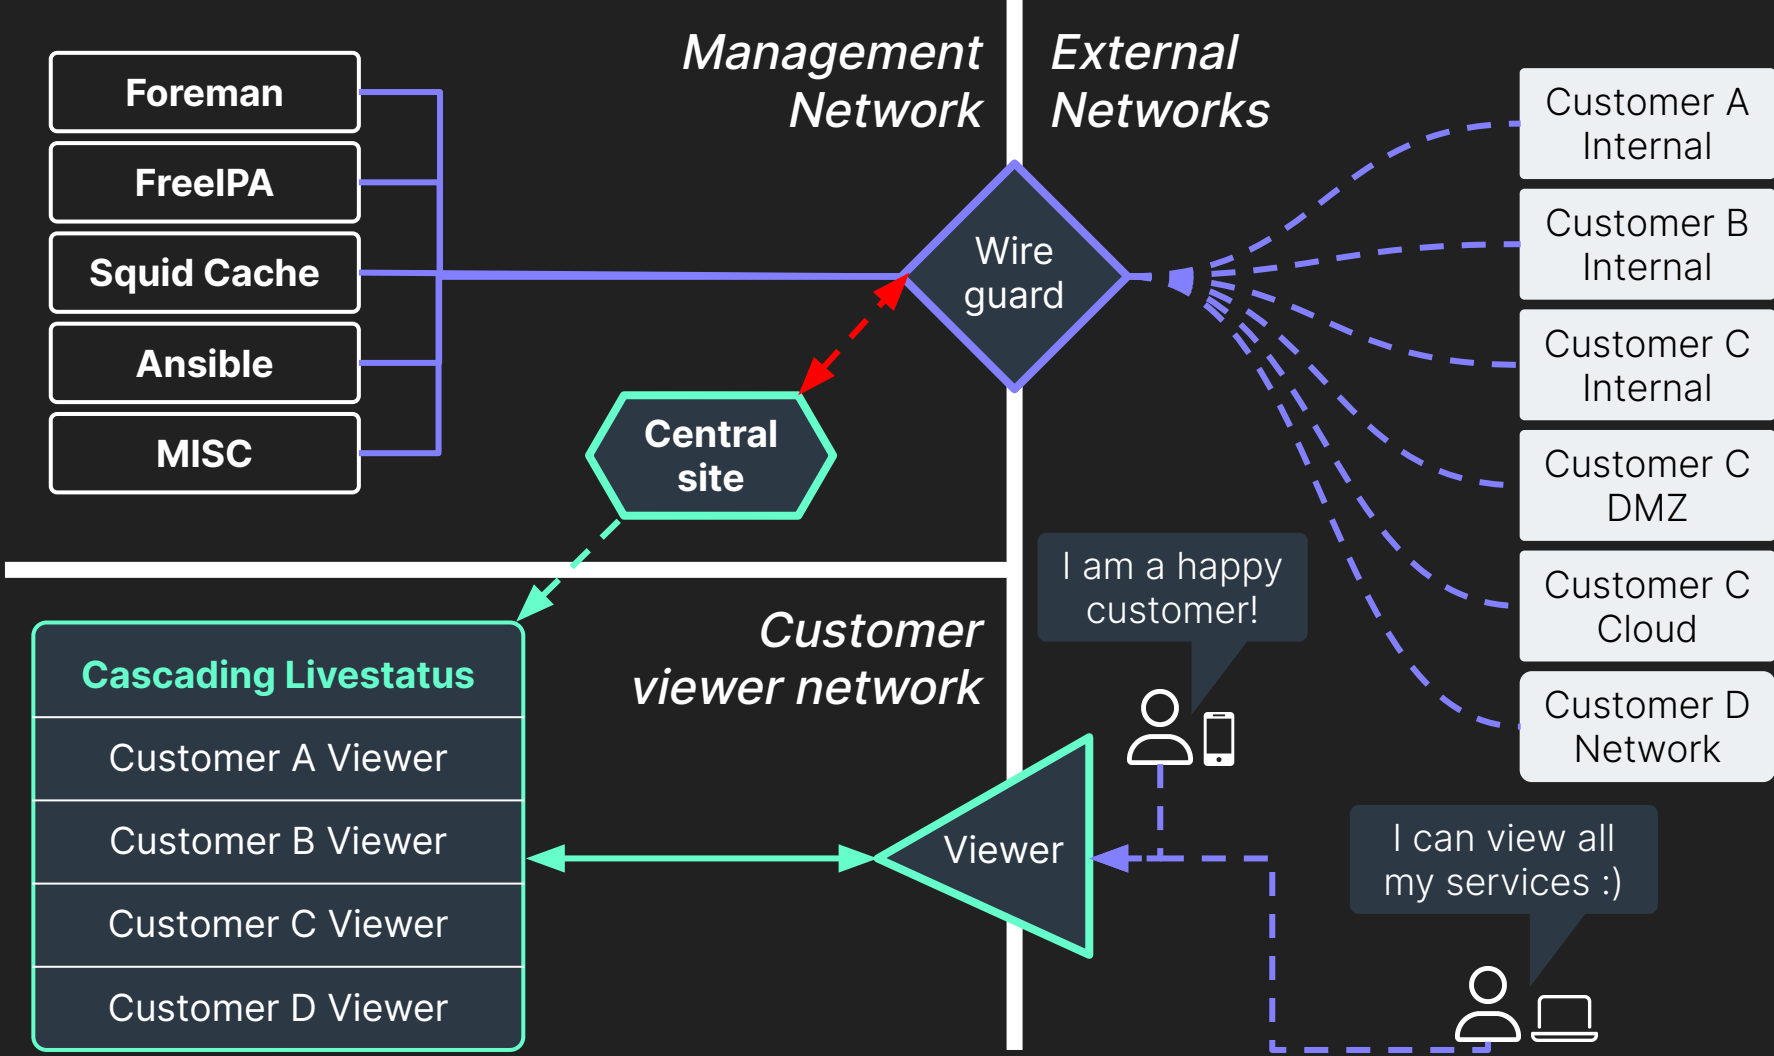 Management
Network
External
Networks
Foreman
FreeIPA
Squid Cache
Ansible
MISC
Wire
guard
Central
site
Customer A
Internal
Customer B
Internal
Customer C
Internal
Customer C
DMZ
Customer C
Cloud
Customer D
Network
Customer
viewer network
Cascading Livestatus
Customer A Viewer
Customer B Viewer
Customer C Viewer
Customer D Viewer
Viewer
I am a happy
customer!
I can view all
my services :)